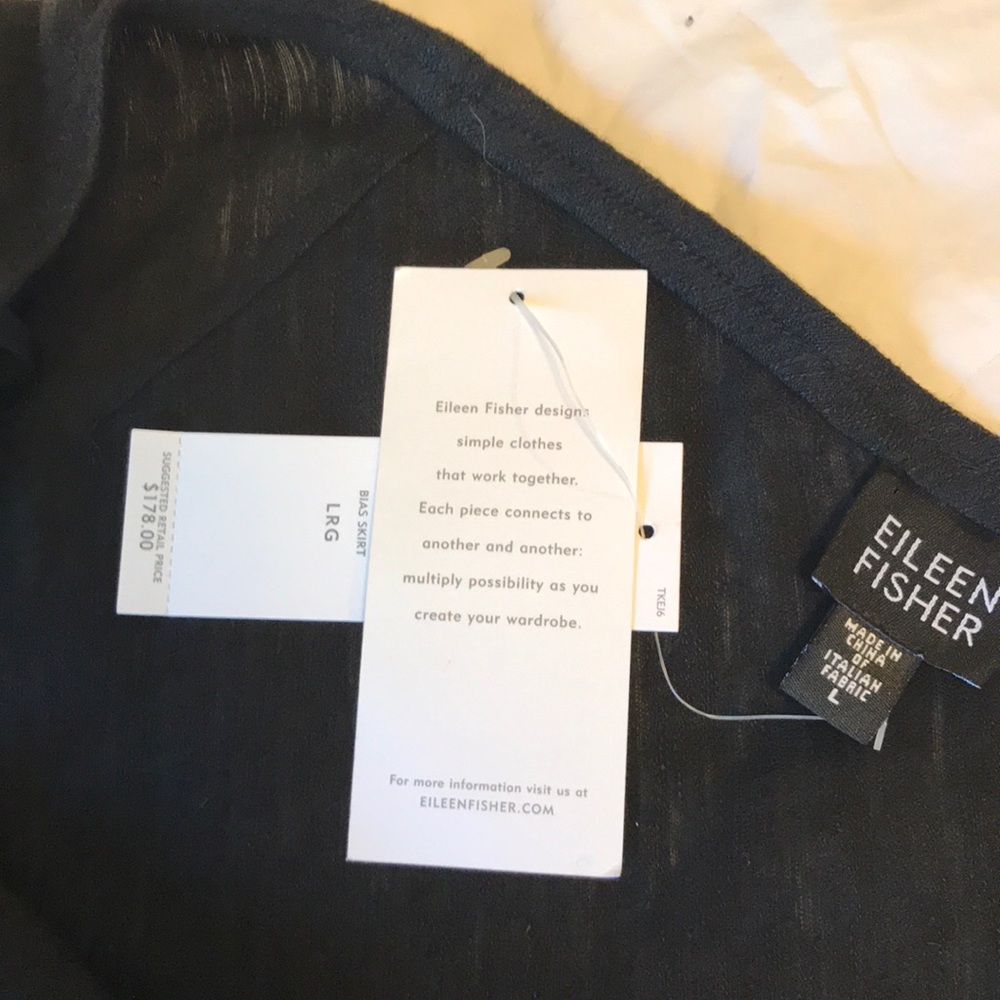 Eileen Fisher designs
simple clothes
that work together.
Each piece connects to
another and another:
multiply possibility as you
create your wardrobe.
For more information visit us at
EILEENFISHER.COM
SUGGESTED RETAIL PRICE
$178.00
LRG
BIAS SKIRT
TKEJ6
EILEEN
FISHER
MADE IN
CHINA
OF
ITALIAN
FABRIC
L